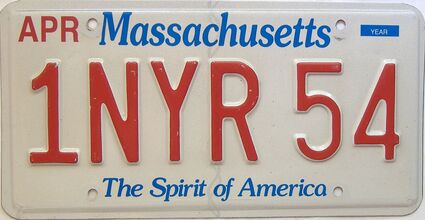 APR Massachusetts YEAR
1NYR 54
The Spirit of America